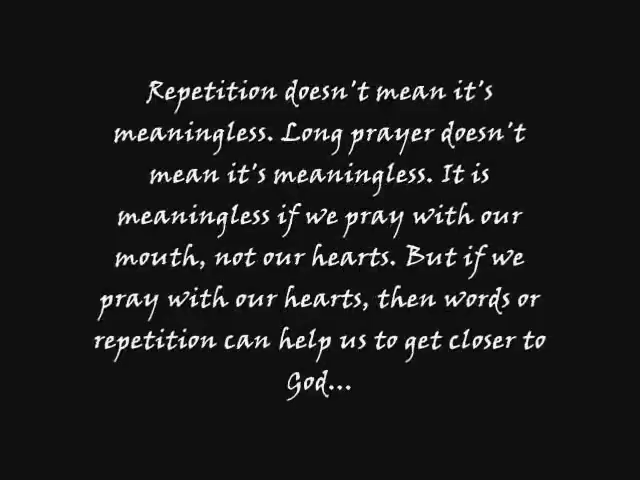 Repetition doesn't mean it's
meaningless. Long prayer doesn't
mean it's meaningless. It is
meaningless if we pray with our
mouth, not our hearts. But if we
pray with our hearts, then words or
repetition can help us to get closer to
God...